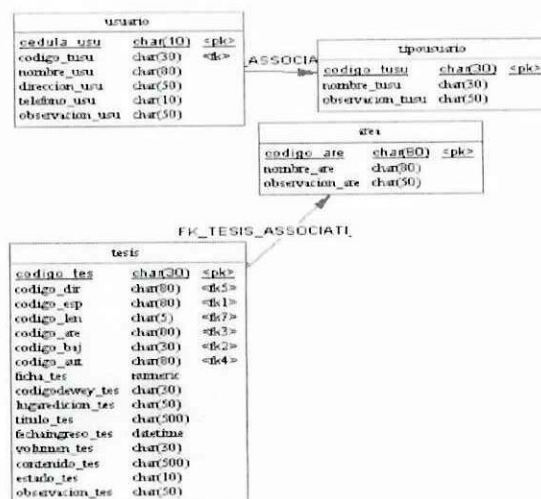 usuario
cedula_usu char(10) <pk>
codigo_tusu char(30) <fk>
nombre_usu char(80)
direccion_usu char(50)
telefono_usu char(10)
observacion_usu char(50)
_ASSOCIA
tipousuario
codigo_tusu char(30) <pk>
nombre_tusu char(30)
observacion_tusu char(50)
area
codigo_are char(80) <pk>
nombre_are char(80)
observacion_are char(50)
FK_TESIS_ASSOCIATI_
tesis
codigo_tes char(30) <pk>
codigo_dir char(80) <fk5>
codigo_esp char(80) <fk1>
codigo_len char(5) <fk7>
codigo_are char(80) <fk3>
codigo_baj char(30) <fk2>
codigo_aut char(80) <fk4>
ficha_tes numeric
codigodewey_tes char(30)
lugaredicion_tes char(50)
titulo_tes char(500)
fechaingreso_tes datetime
volumen_tes char(30)
contenido_tes char(500)
estado_tes char(10)
observacion_tes char(50)